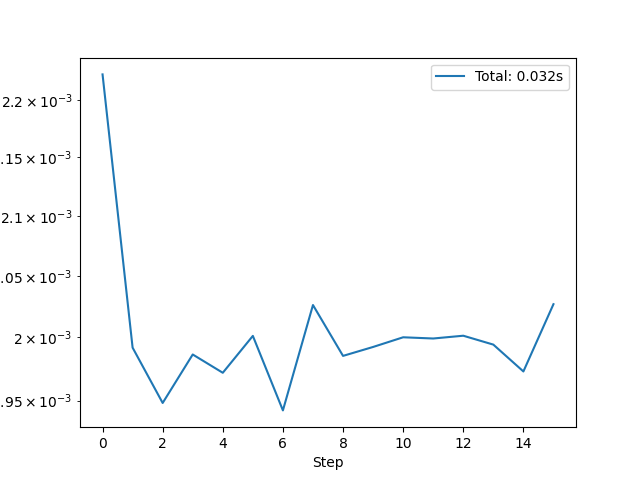 Total: 0.032s
2.2 × 10⁻³
.15 × 10⁻³
2.1 × 10⁻³
.05 × 10⁻³
2 × 10⁻³
.95 × 10⁻³
0 2 4 6 8 10 12 14
Step